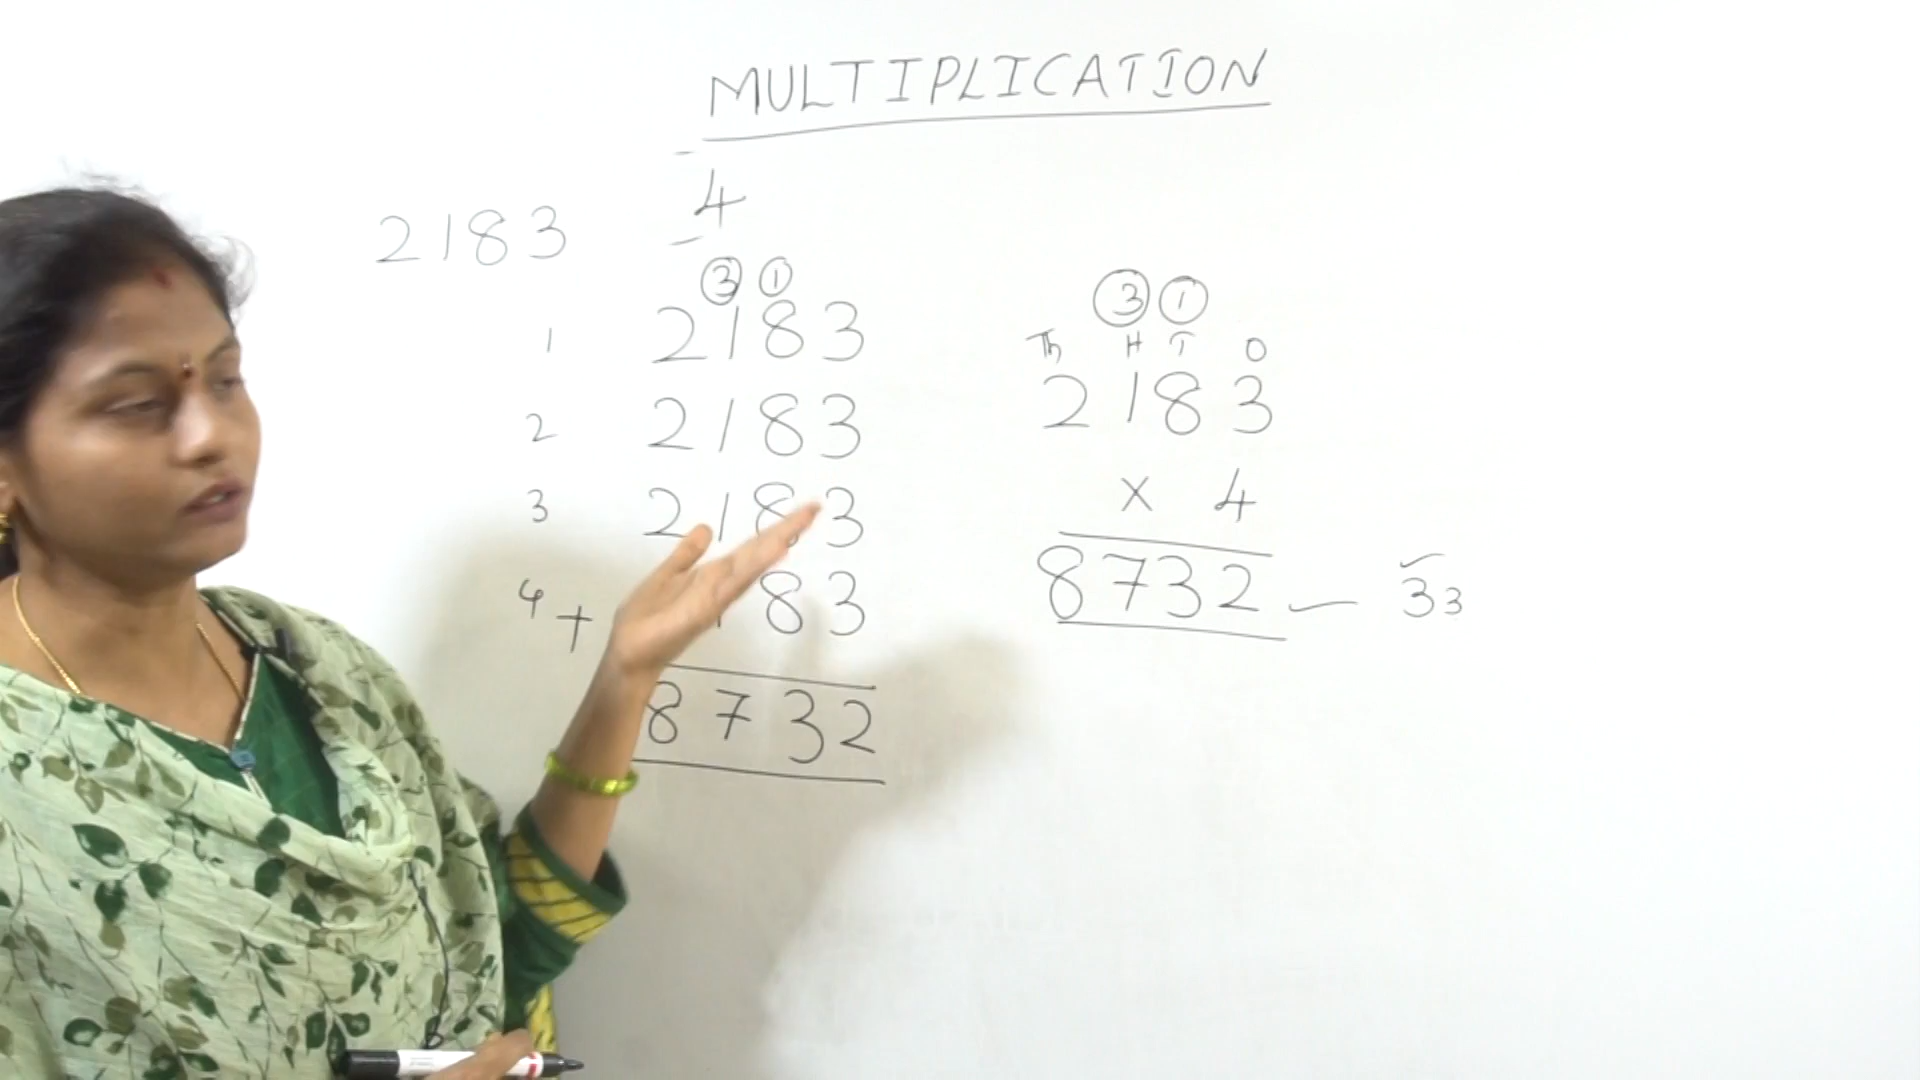 MULTIPLICATION
2183 4
3 1
1 2183
2 2183
3 2183
4 + 83
8732
3 1
Th H T O
2183
x 4
8732 — 33